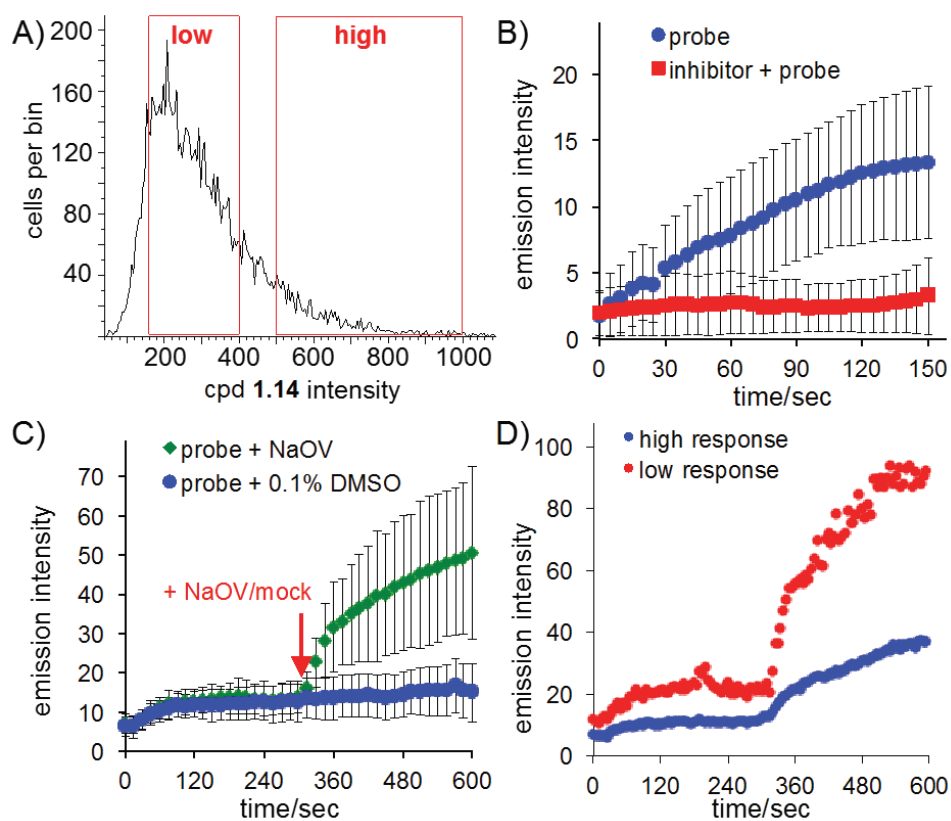 A)
low
high
cells per bin
200
160
120
80
40
200
400
600
800
1000
cpd 1.14 intensity
B)
probe
inhibitor + probe
emission intensity
20
15
10
5
0
0
30
60
90
120
150
time/sec
C)
probe + NaOV
probe + 0.1% DMSO
+ NaOV/mock
emission intensity
70
60
50
40
30
20
10
0
0
120
240
360
480
600
time/sec
D)
high response
low response
emission intensity
100
80
60
40
20
0
0
120
240
360
480
600
time/sec